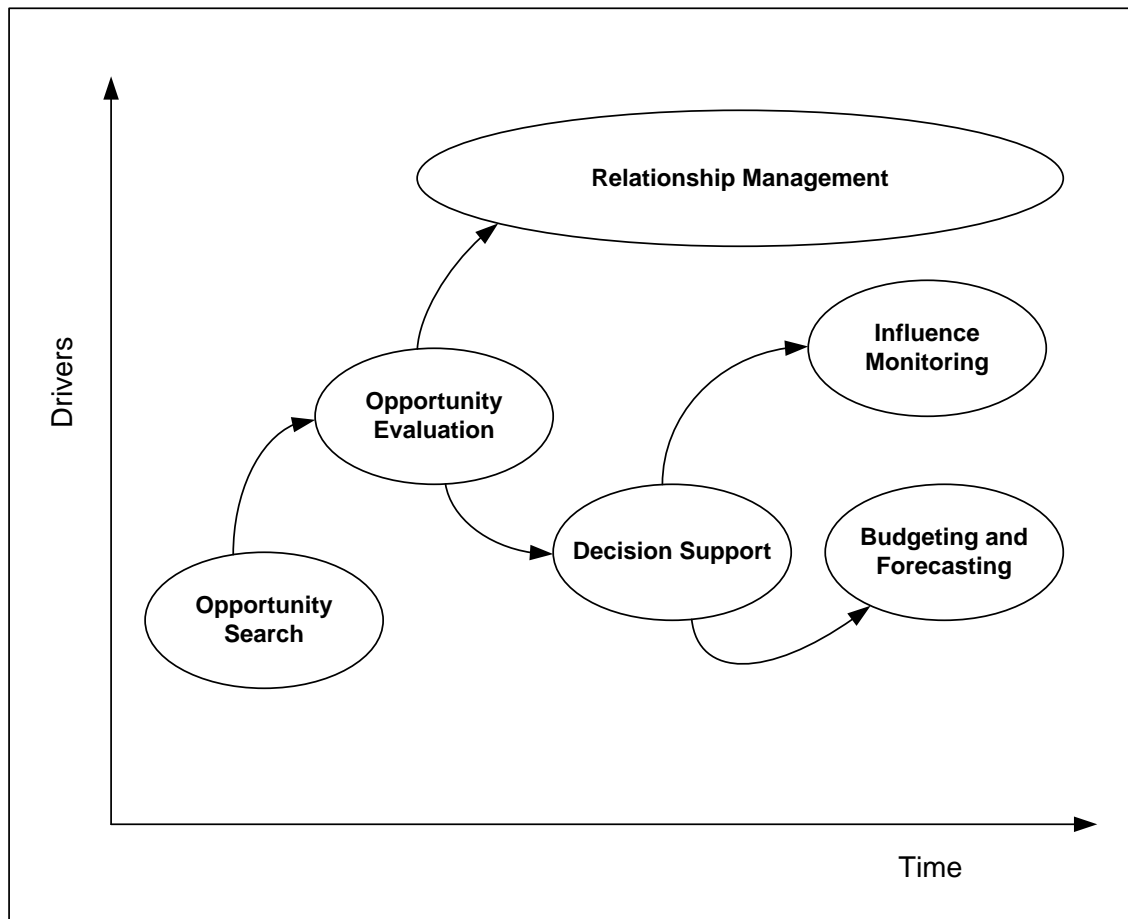 Relationship Management
Influence
Monitoring
Drivers
Opportunity
Evaluation
Decision Support
Budgeting and
Forecasting
Opportunity
Search
Time